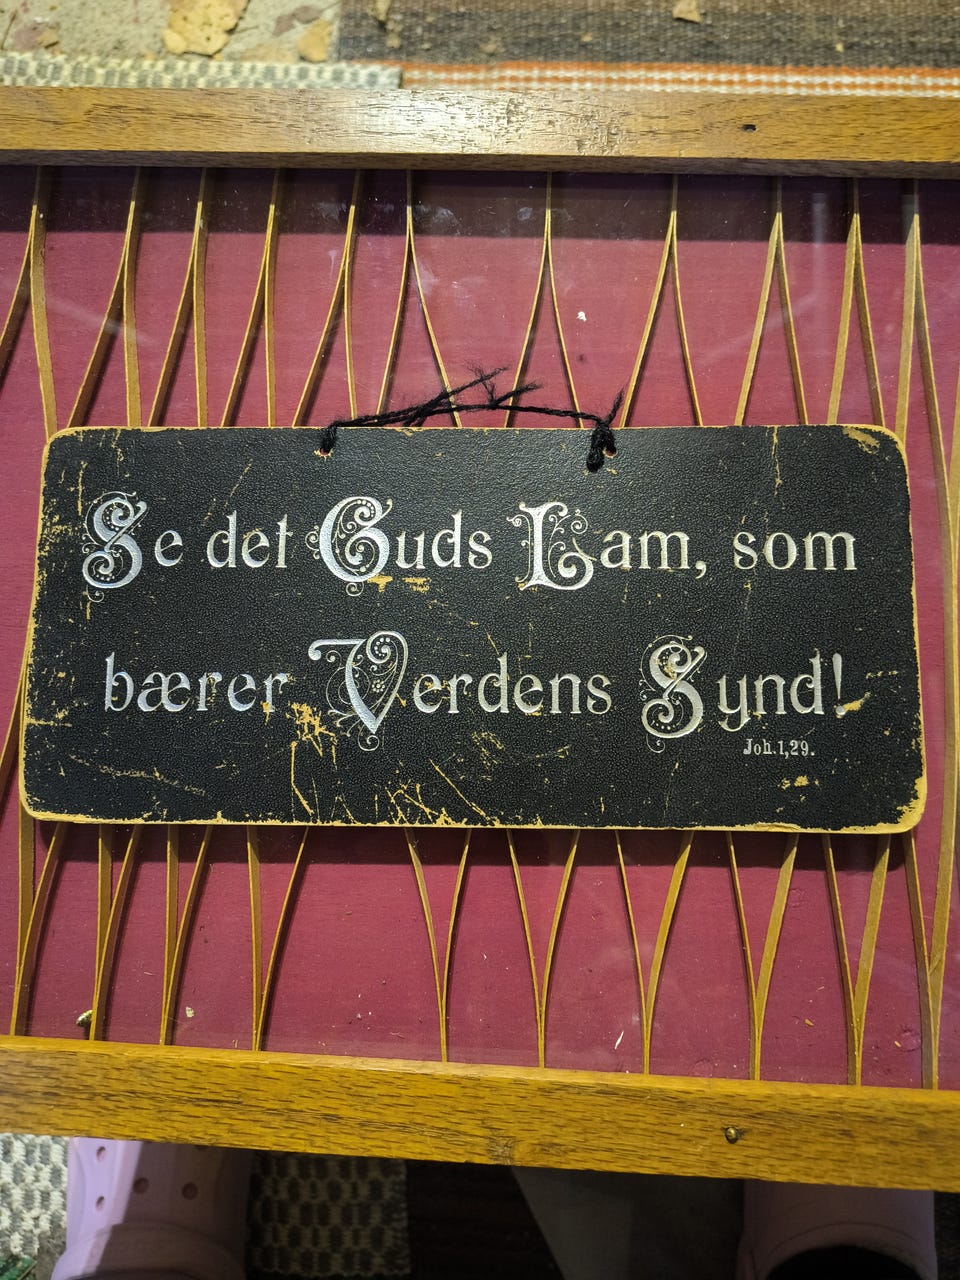 Se det Guds Lam, som
bærer Verdens Synd!
Joh.1,29.